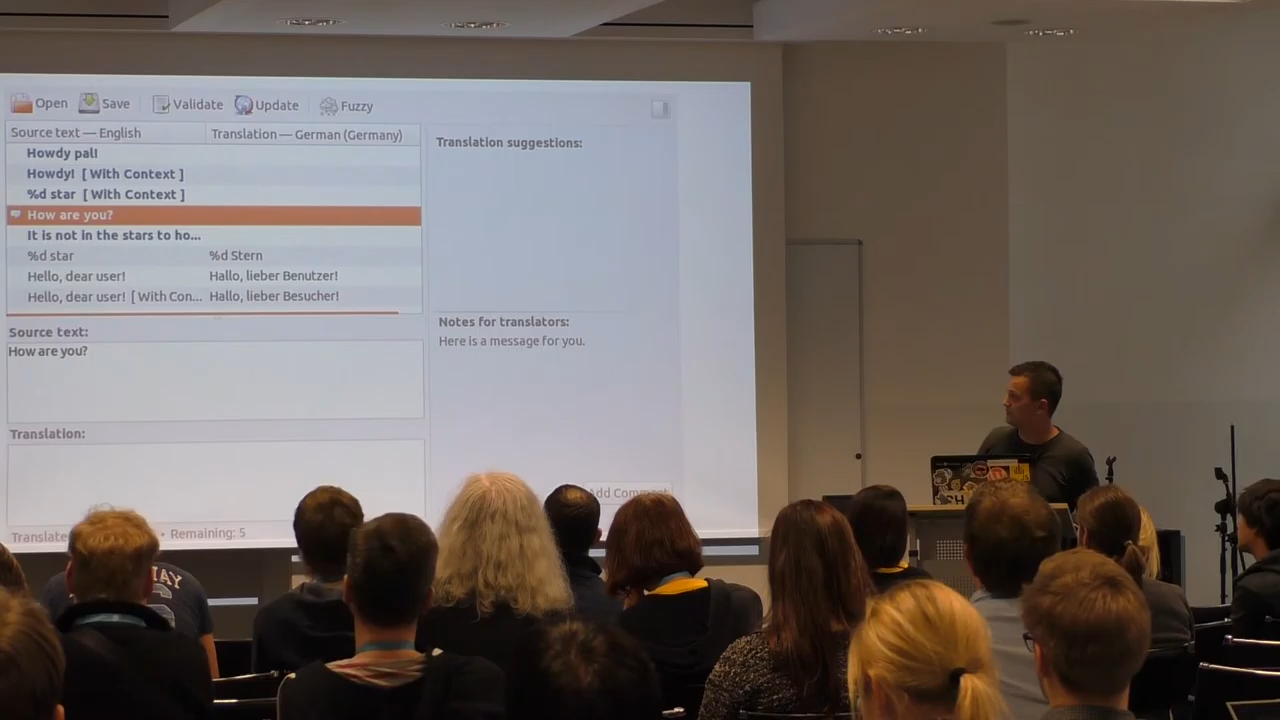 Open Save Validate Update Fuzzy
Source text — English Translation — German (Germany)
Howdy pal!
Howdy! [ With Context ]
%d star [ With Context ]
How are you?
It is not in the stars to ho...
%d star %d Stern
Hello, dear user! Hallo, lieber Benutzer!
Hello, dear user! [ With Con... Hallo, lieber Besucher!
Source text:
How are you?
Translation:
Translate
• Remaining: 5
Translation suggestions:
Notes for translators:
Here is a message for you.
Add Comment